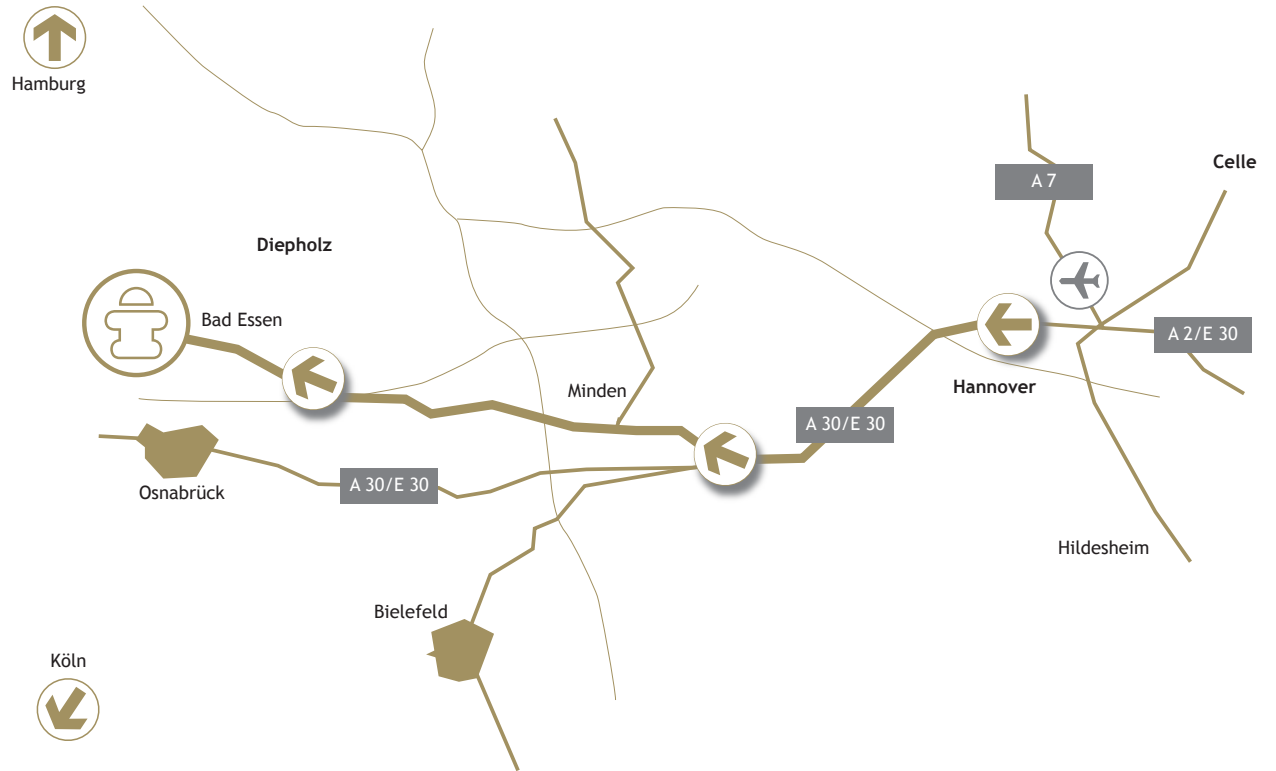 Hamburg
Celle
A 7
Diepholz
Bad Essen
A 2/E 30
Hannover
Minden
A 30/E 30
A 30/E 30
Osnabrück
Hildesheim
Bielefeld
Köln